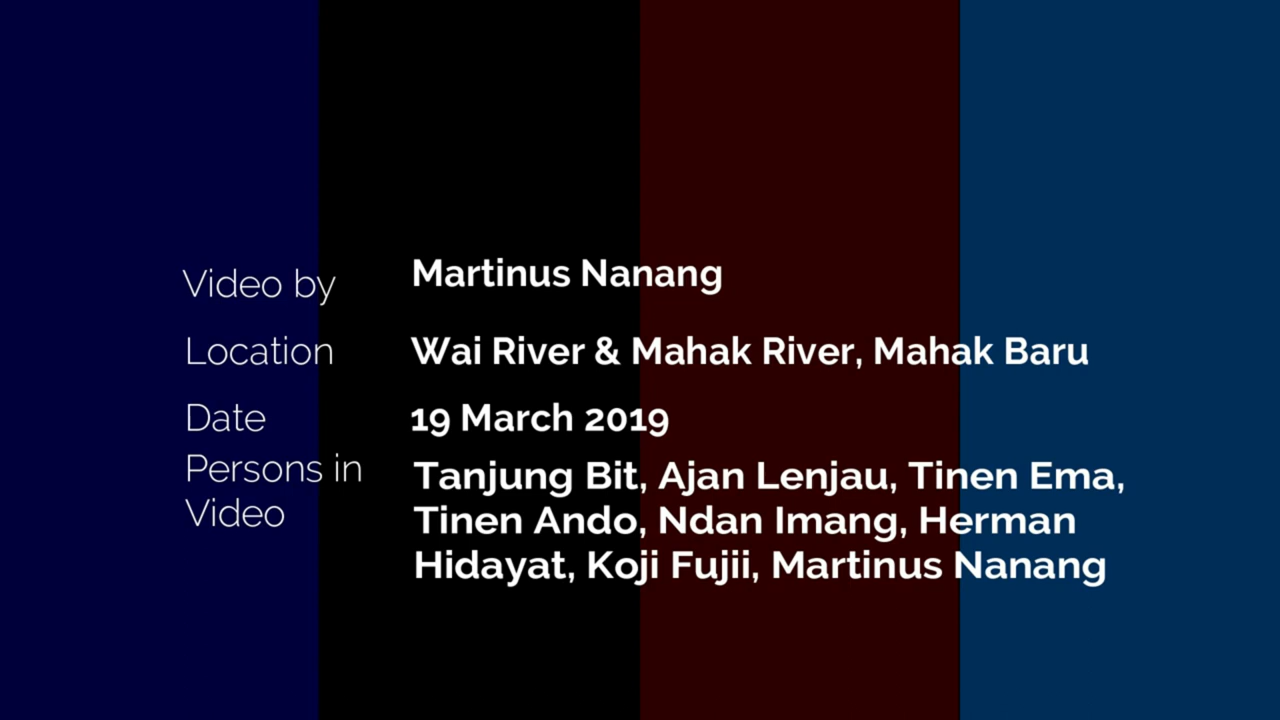 Video by Martinus Nanang
Location Wai River & Mahak River, Mahak Baru
Date 19 March 2019
Persons in Video
Tanjung Bit, Ajan Lenjau, Tinen Ema,
Tinen Ando, Ndan Imang, Herman
Hidayat, Koji Fujii, Martinus Nanang